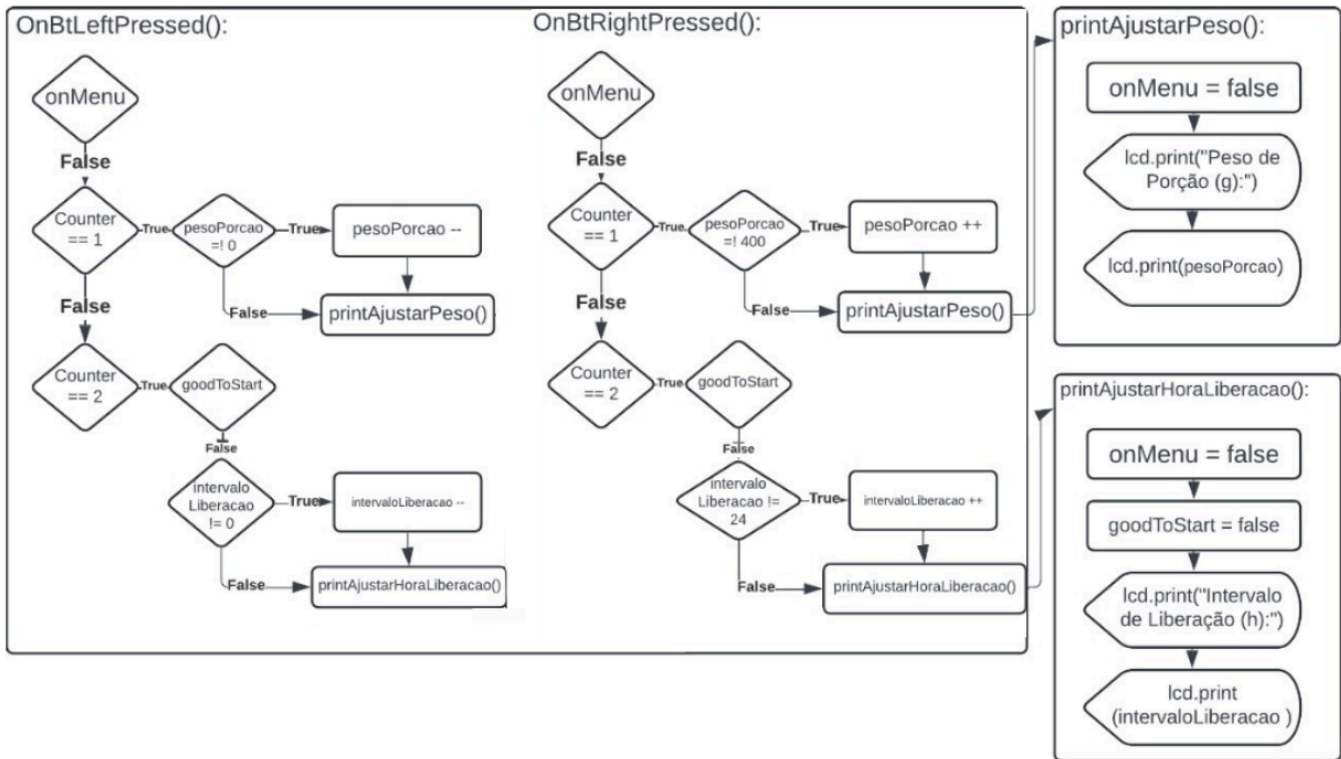 OnBtLeftPressed():
onMenu
False
Counter
== 1
True
pesoPorcao
=! 0
True
pesoPorcao --
False
printAjustarPeso()
False
Counter
== 2
True
goodToStart
False
intervalo
Liberacao
!= 0
True
intervaloLiberacao --
False
printAjustarHoraLiberacao()
OnBtRightPressed():
onMenu
False
Counter
== 1
True
pesoPorcao
=! 400
True
pesoPorcao ++
False
printAjustarPeso()
False
Counter
== 2
True
goodToStart
False
intervalo
Liberacao !=
24
True
intervaloLiberacao ++
False
printAjustarHoraLiberacao()
printAjustarPeso():
onMenu = false
lcd.print("Peso de
Porção (g):")
lcd.print(pesoPorcao)
printAjustarHoraLiberacao():
onMenu = false
goodToStart = false
lcd.print("Intervalo
de Liberação (h):")
lcd.print
(intervaloLiberacao )